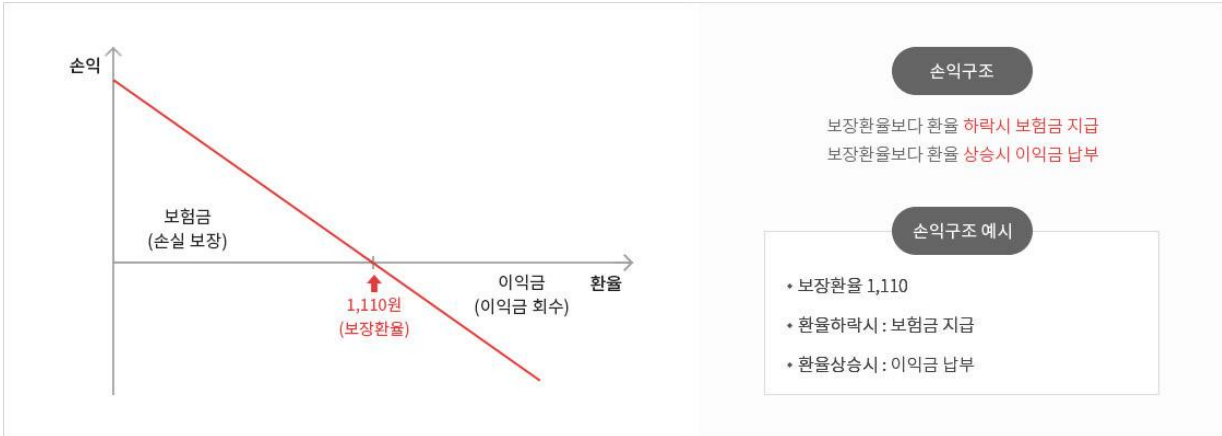 손익
보험금
(손실 보장)
1,110원
(보장환율)
이익금
(이익금 회수)
환율
손익구조
보장환율보다 환율 하락시 보험금 지급
보장환율보다 환율 상승시 이익금 납부
손익구조 예시
• 보장환율 1,110
• 환율하락시 : 보험금 지급
• 환율상승시 : 이익금 납부